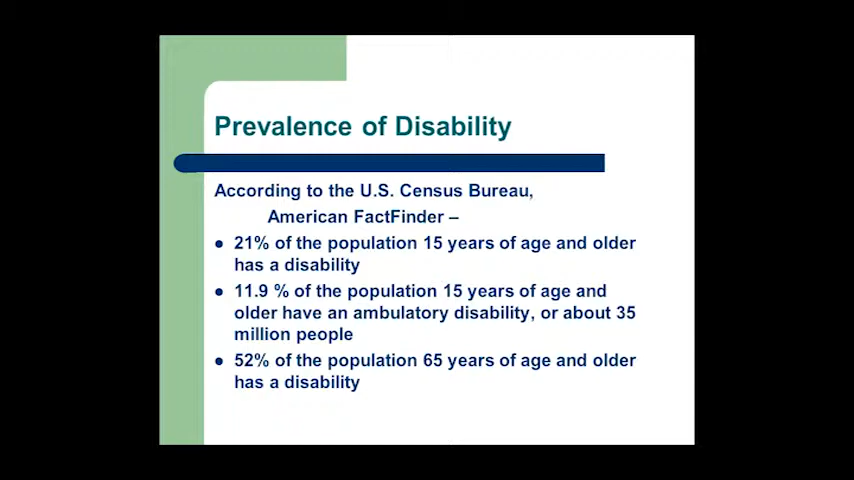 Prevalence of Disability
According to the U.S. Census Bureau,
American FactFinder –
● 21% of the population 15 years of age and older
has a disability
● 11.9 % of the population 15 years of age and
older have an ambulatory disability, or about 35
million people
● 52% of the population 65 years of age and older
has a disability